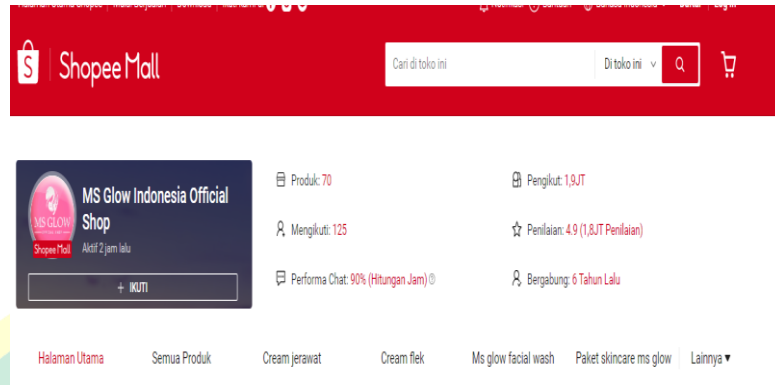 Shopee Mall
Cari di toko ini
Di toko ini
MS GLOW
Shopee Mall
MS Glow Indonesia Official
Shop
Aktif 2 jam lalu
+ IKUTI
Produk: 70
Pengikut: 1,9JT
Mengikuti: 125
Penilaian: 4.9 (1,8JT Penilaian)
Performa Chat: 90% (Hitungan Jam)
Bergabung: 6 Tahun Lalu
Halaman Utama Semua Produk Cream jerawat Cream flek Ms glow facial wash Paket skincare ms glow Lainnya ▾